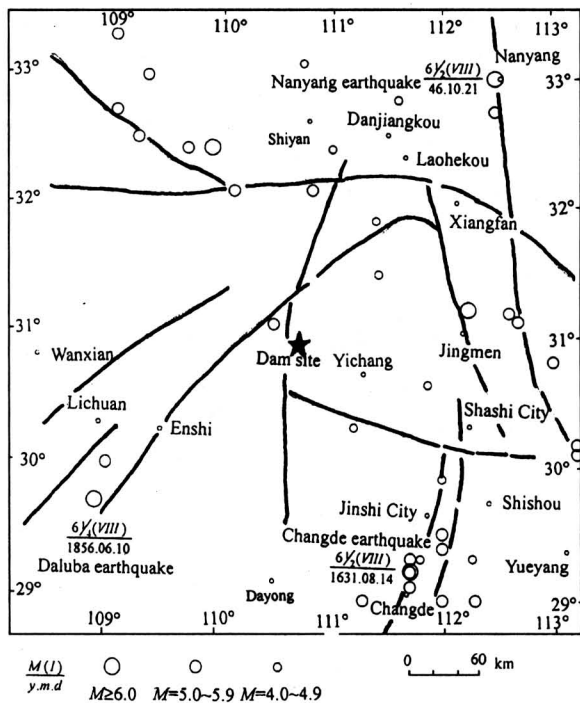 109° 110° 111° 112° 113°
Nanyang
33° 33°
Nanyang earthquake 6½(VIII)
46.10.21
Danjiangkou
Shiyan
Laohekou
32° 32°
Xiangfan
31° 31°
Wanxian Dam site Yichang Jingmen
Lichuan Shashi City
Enshi
30° 30°
Jinshi City Shishou
6¼(VIII) Changde earthquake
1856.06.10 6½(VIII) Yueyang
Daluba earthquake 1631.08.14
29° Dayong Changde 29°
109° 110° 111° 112° 113°
M(I)
y.m.d
M≥6.0 M=5.0~5.9 M=4.0~4.9
0 60 km